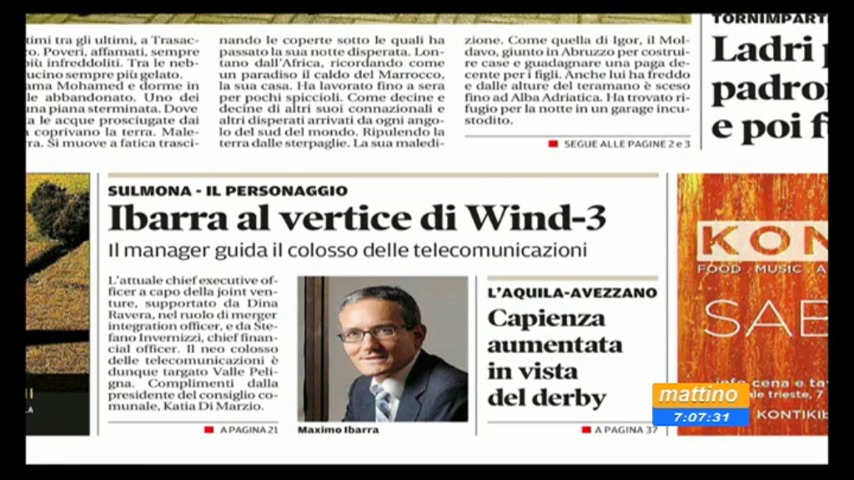 timi tra gli ultimi, a Trasac-
co. Poveri, affamati, sempre
più infreddoliti. Tra le neb-
ucino sempre più gelato.
ama Mohamed e dorme in
le abbandonato. Uno dei
una piana sterminata. Dove
te le acque prosciugate dai
a coprivano la terra. Male-
ra. Si muove a fatica trasci-
nando le coperte sotto le quali ha
passato la sua notte disperata. Lon-
tano dall'Africa, ricordando come
un paradiso il caldo del Marrocco,
la sua casa. Ha lavorato fino a sera
per pochi spiccioli. Come decine e
decine di altri suoi connazionali e
altri disperati arrivati da ogni ango-
lo del sud del mondo. Ripulendo la
terra dalle sterpaglie. La sua maledi-
zione. Come quella di Igor, il Mol-
davo, giunto in Abruzzo per costrui-
re case e guadagnare una paga de-
cente per i figli. Anche lui ha freddo
e dalle alture del teramano è sceso
fino ad Alba Adriatica. Ha trovato ri-
fugio per la notte in un garage incu-
stodito.
SEGUE ALLE PAGINE 2 e 3
TORNIMPARTE
Ladri
padro
e poi f
SULMONA - IL PERSONAGGIO
Ibarra al vertice di Wind-3
Il manager guida il colosso delle telecomunicazioni
L'attuale chief executive of-
ficer a capo della joint ven-
ture, supportato da Dina
Ravera, nel ruolo di merger
integration officer, e da Ste-
fano Invernizzi, chief finan-
cial officer. Il neo colosso
delle telecomunicazioni è
dunque targato Valle Peli-
gna. Complimenti dalla
presidente del consiglio co-
munale, Katia Di Marzio.
A PAGINA 21
Maximo Ibarra
L'AQUILA-AVEZZANO
Capienza
aumentata
in vista
del derby
A PAGINA 37
KON
FOOD . MUSIC . A
SAB
info cena e tav
ale trieste, 7
KONTIKIb
mattino
7:07:31